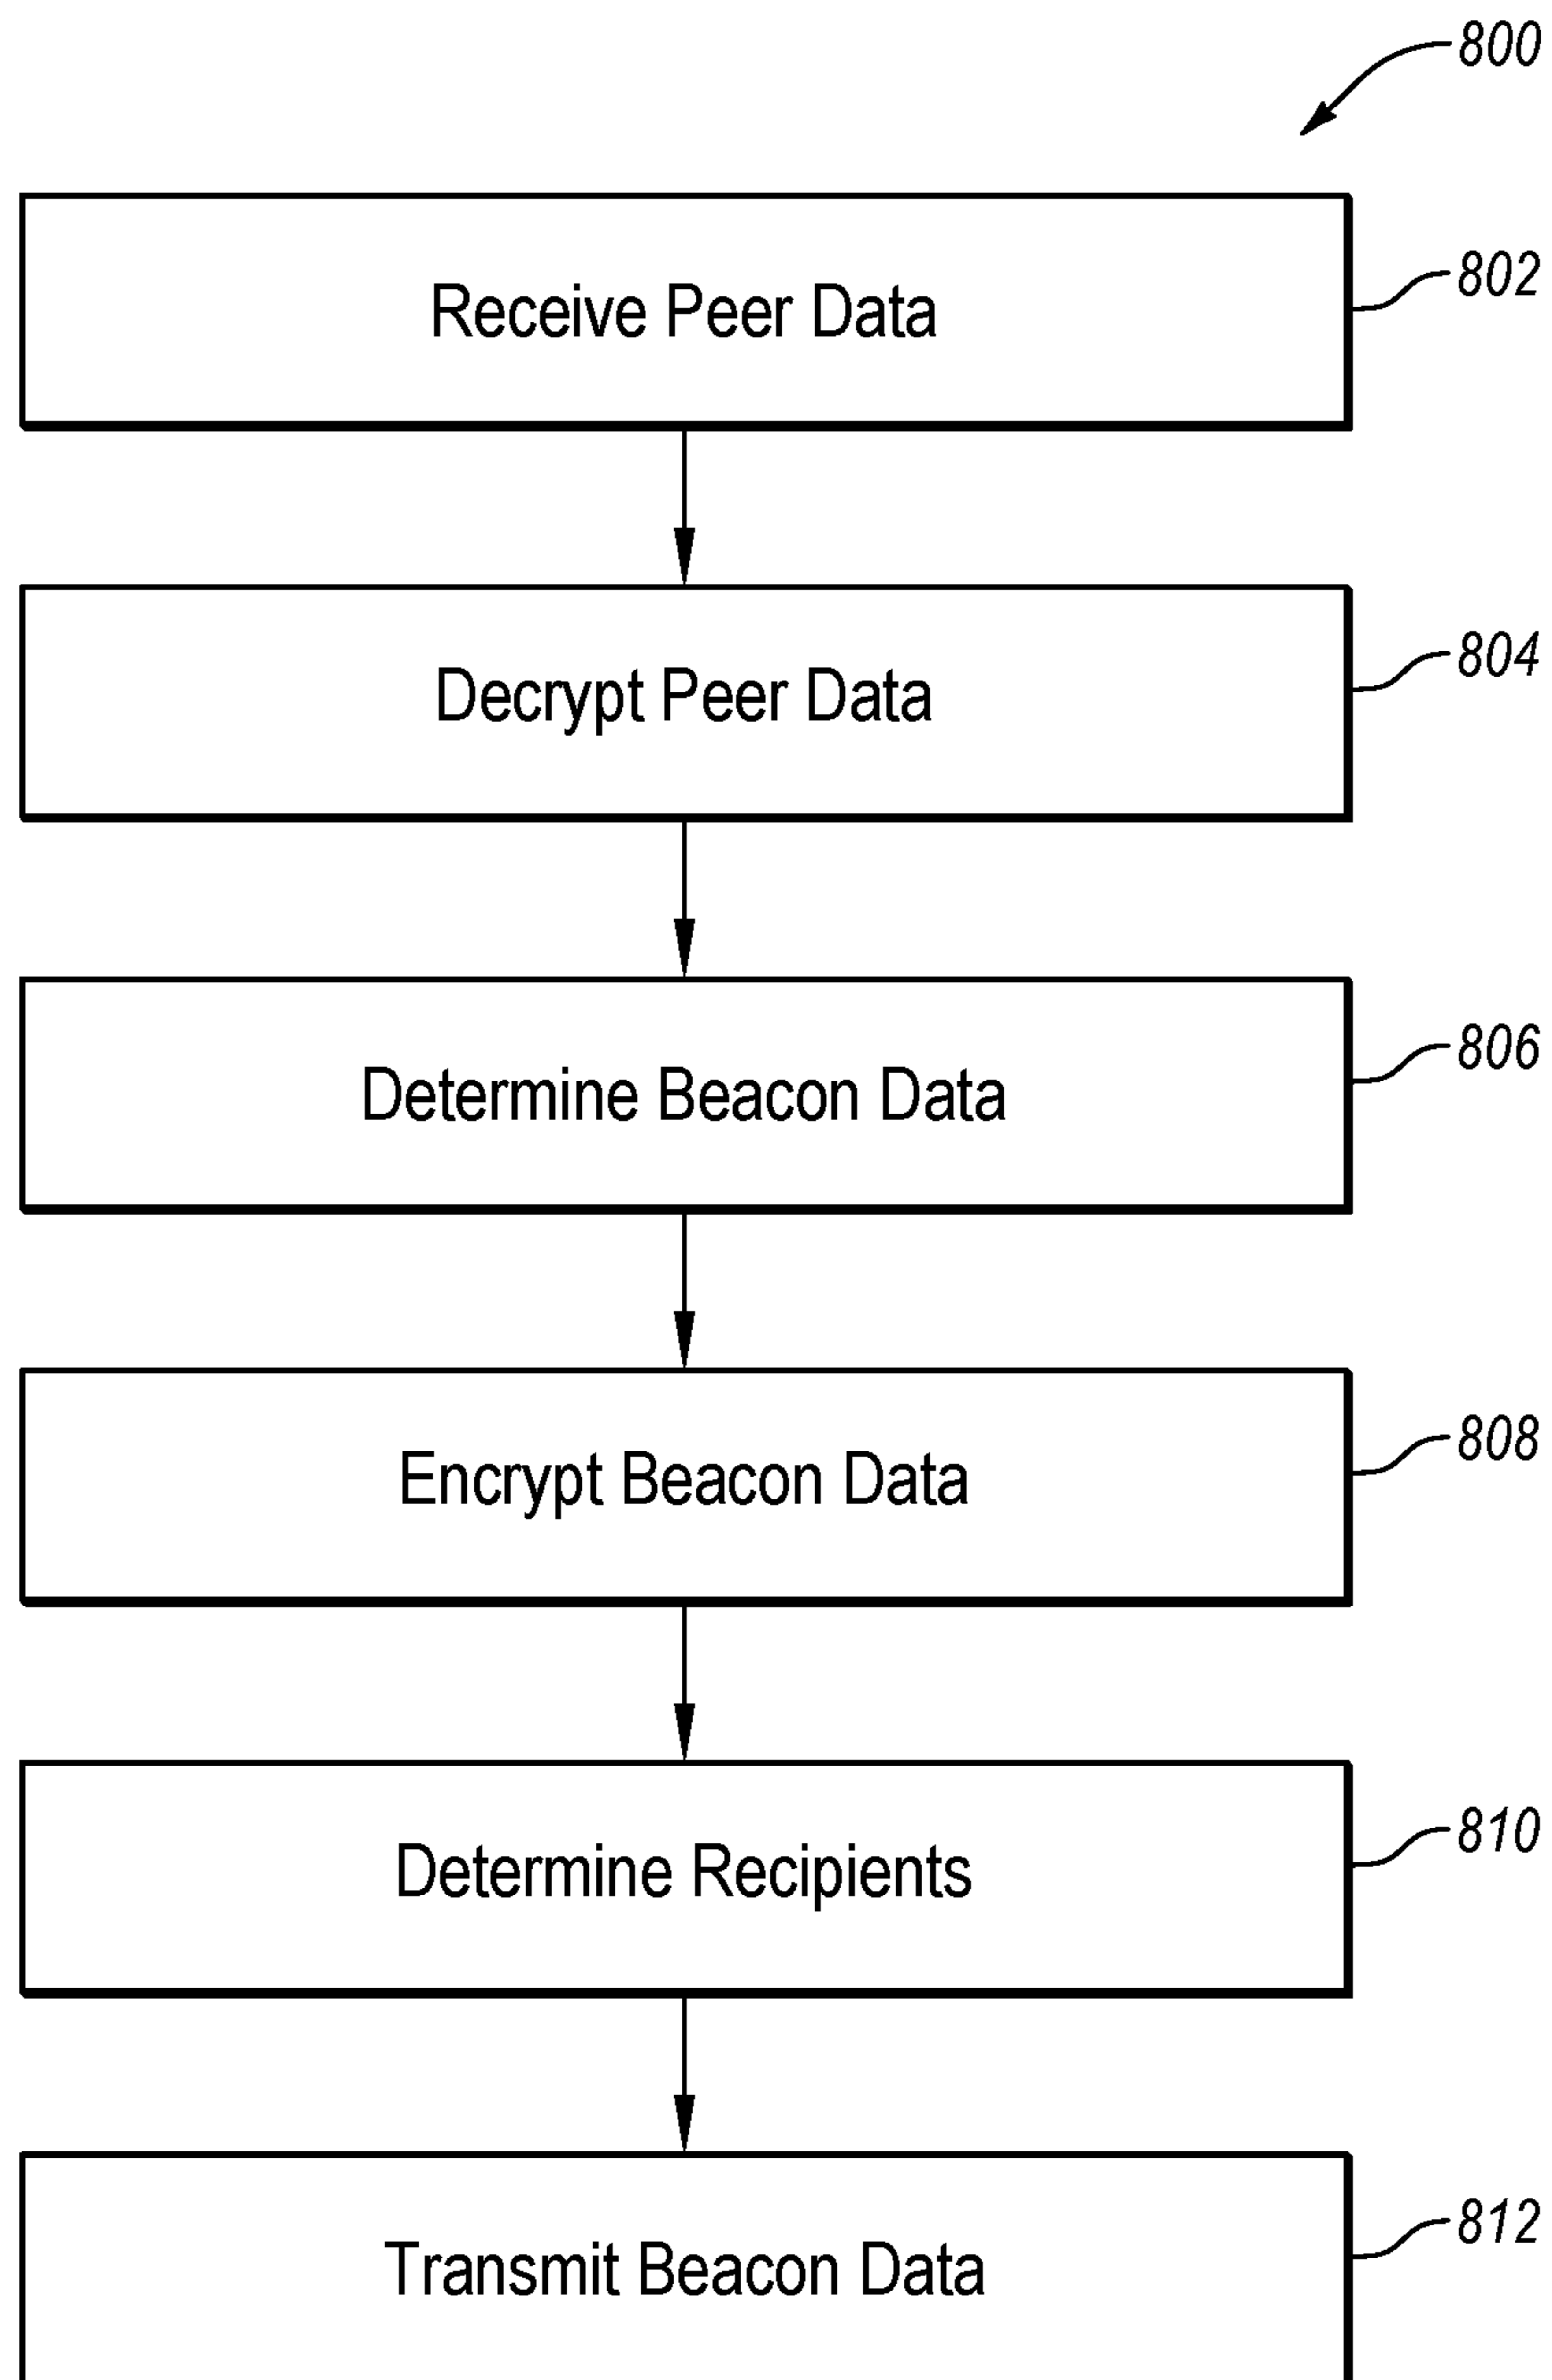 800
Receive Peer Data
802
Decrypt Peer Data
804
Determine Beacon Data
806
Encrypt Beacon Data
808
Determine Recipients
810
Transmit Beacon Data
812